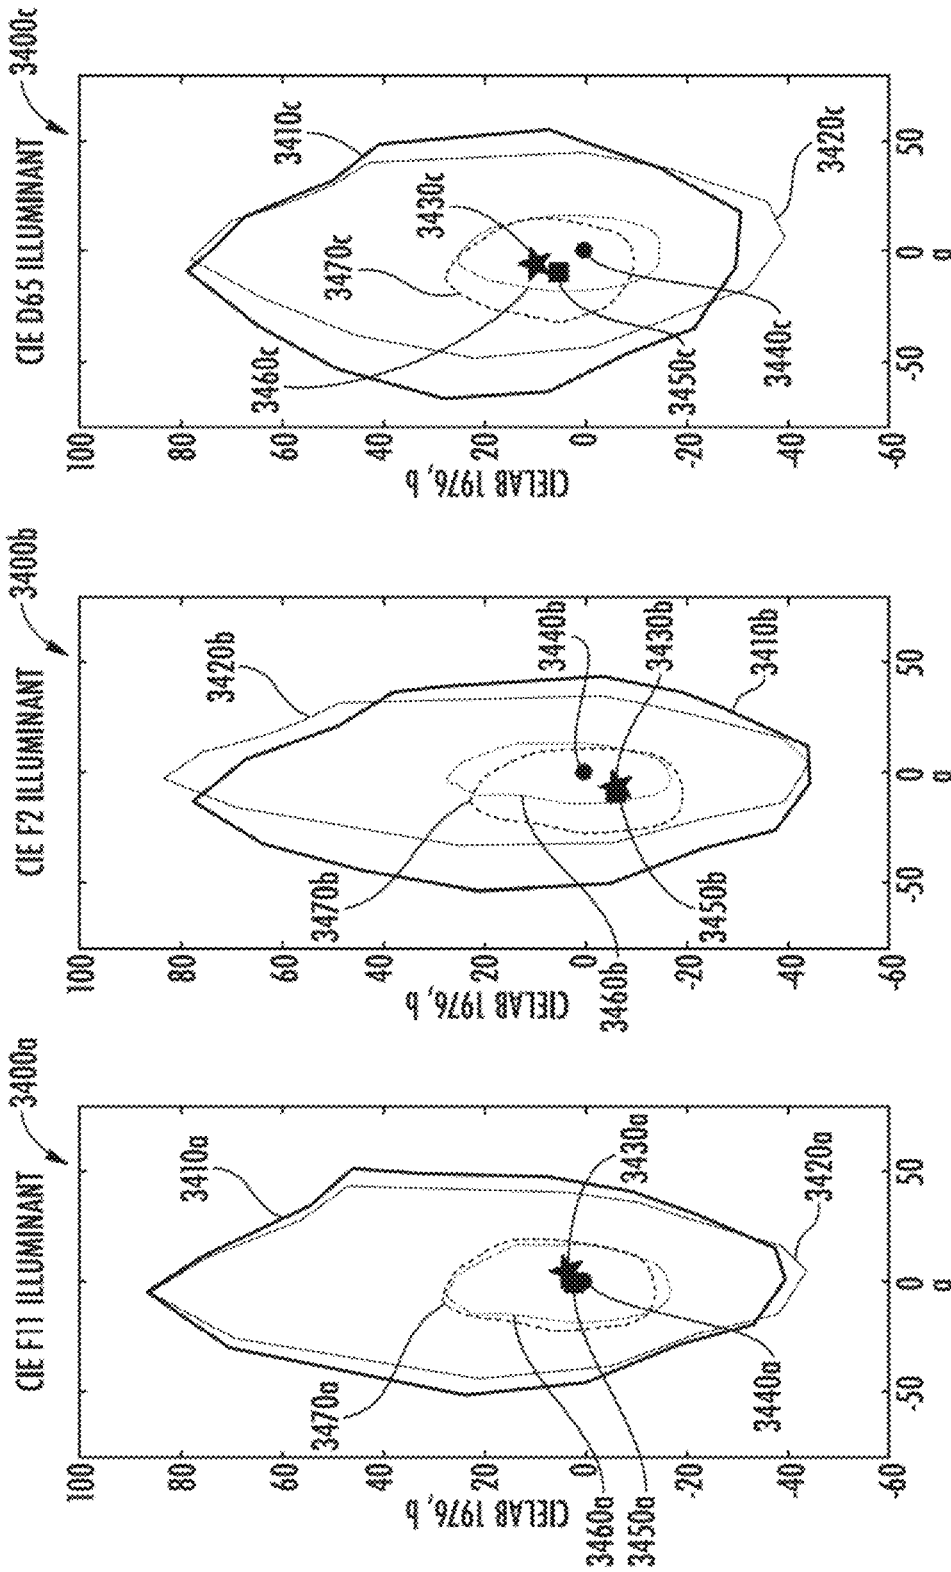 CIE F11 ILLUMINANT
3400a
100
80
60
40
20
0
-20
-40
-60
CIELAB 1976, b
-50
0
50
a
3410a
3470a
3460a
3450a
3430a
3440a
3420a
CIE F2 ILLUMINANT
3400b
100
80
60
40
20
0
-20
-40
-60
CIELAB 1976, b
-50
0
50
a
3420b
3470b
3440b
3430b
3460b
3450b
3410b
CIE D65 ILLUMINANT
3400c
100
80
60
40
20
0
-20
-40
-60
CIELAB 1976, b
-50
0
50
a
3410c
3470c
3430c
3460c
3450c
3440c
3420c